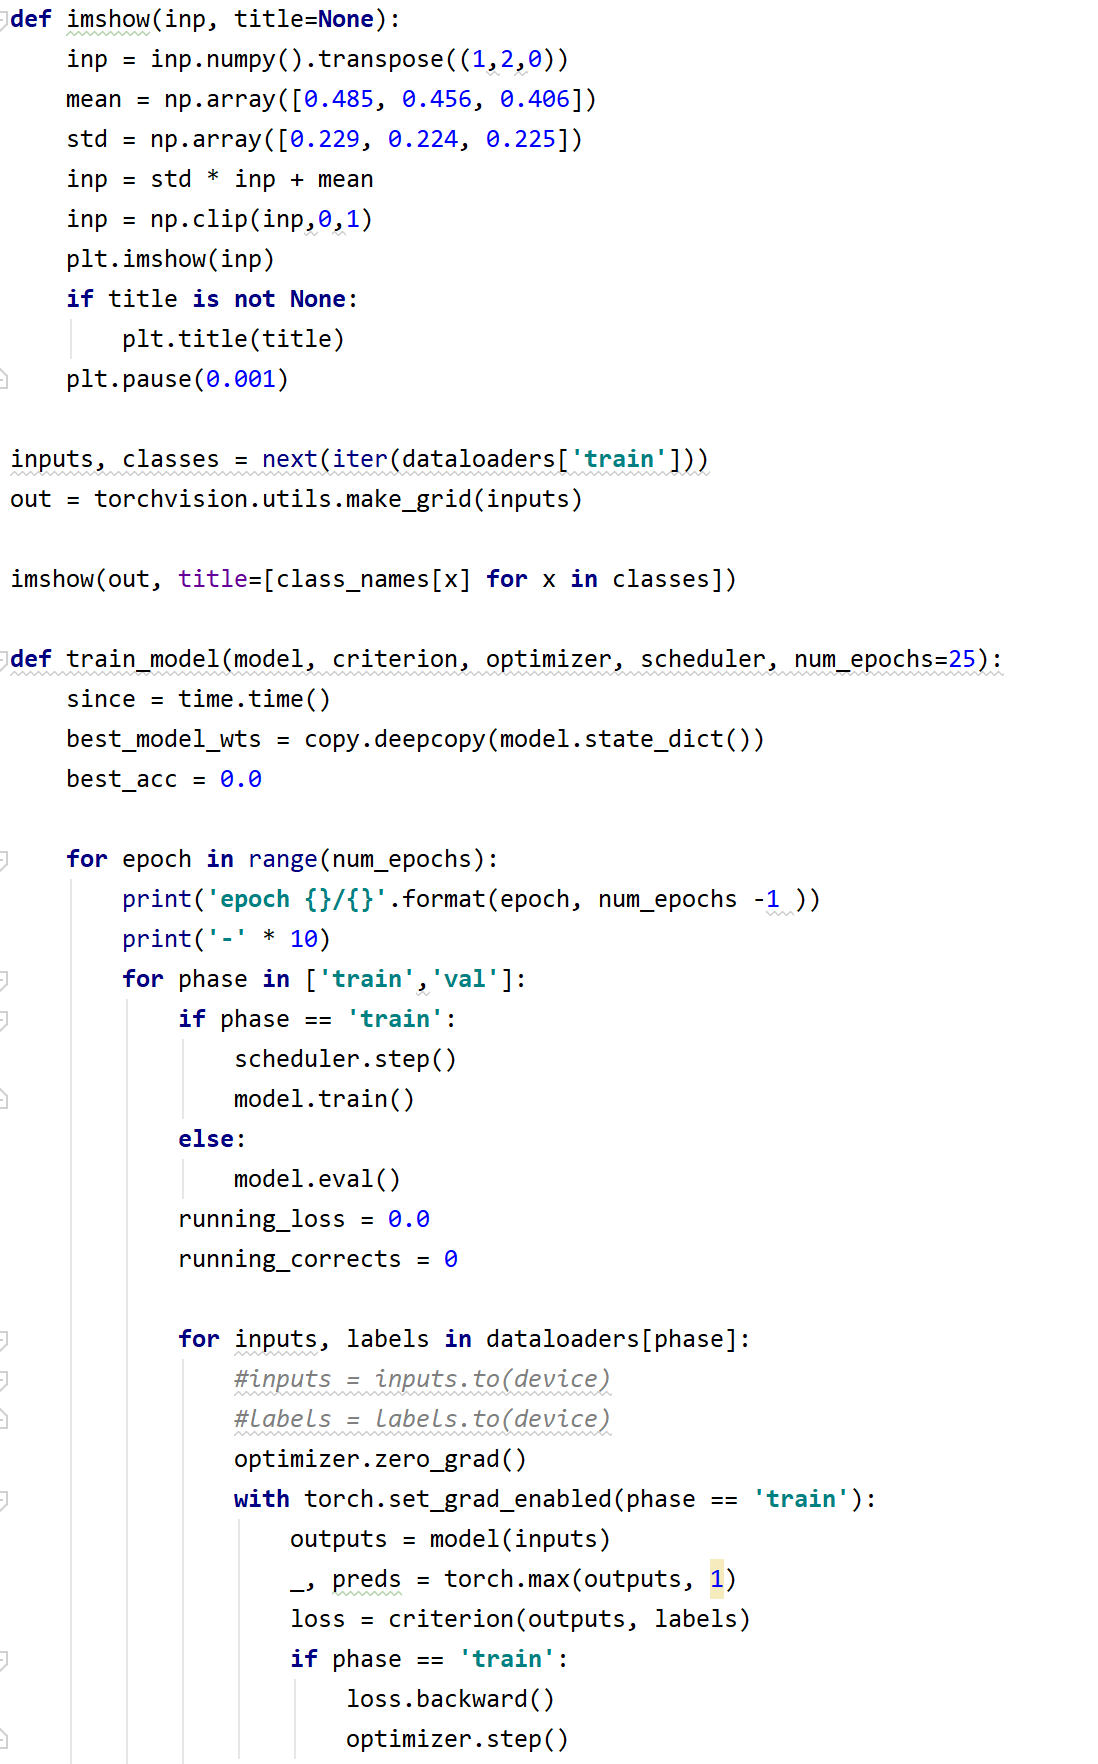 def imshow(inp, title=None):
    inp = inp.numpy().transpose((1,2,0))
    mean = np.array([0.485, 0.456, 0.406])
    std = np.array([0.229, 0.224, 0.225])
    inp = std * inp + mean
    inp = np.clip(inp,0,1)
    plt.imshow(inp)
    if title is not None:
        plt.title(title)
    plt.pause(0.001)

inputs, classes = next(iter(dataloaders['train']))
out = torchvision.utils.make_grid(inputs)

imshow(out, title=[class_names[x] for x in classes])

def train_model(model, criterion, optimizer, scheduler, num_epochs=25):
    since = time.time()
    best_model_wts = copy.deepcopy(model.state_dict())
    best_acc = 0.0

    for epoch in range(num_epochs):
        print('epoch {}/{}'.format(epoch, num_epochs -1 ))
        print('-' * 10)
        for phase in ['train','val']:
            if phase == 'train':
                scheduler.step()
                model.train()
            else:
                model.eval()
            running_loss = 0.0
            running_corrects = 0

            for inputs, labels in dataloaders[phase]:
                #inputs = inputs.to(device)
                #labels = labels.to(device)
                optimizer.zero_grad()
                with torch.set_grad_enabled(phase == 'train'):
                    outputs = model(inputs)
                    _, preds = torch.max(outputs, 1)
                    loss = criterion(outputs, labels)
                    if phase == 'train':
                        loss.backward()
                        optimizer.step()